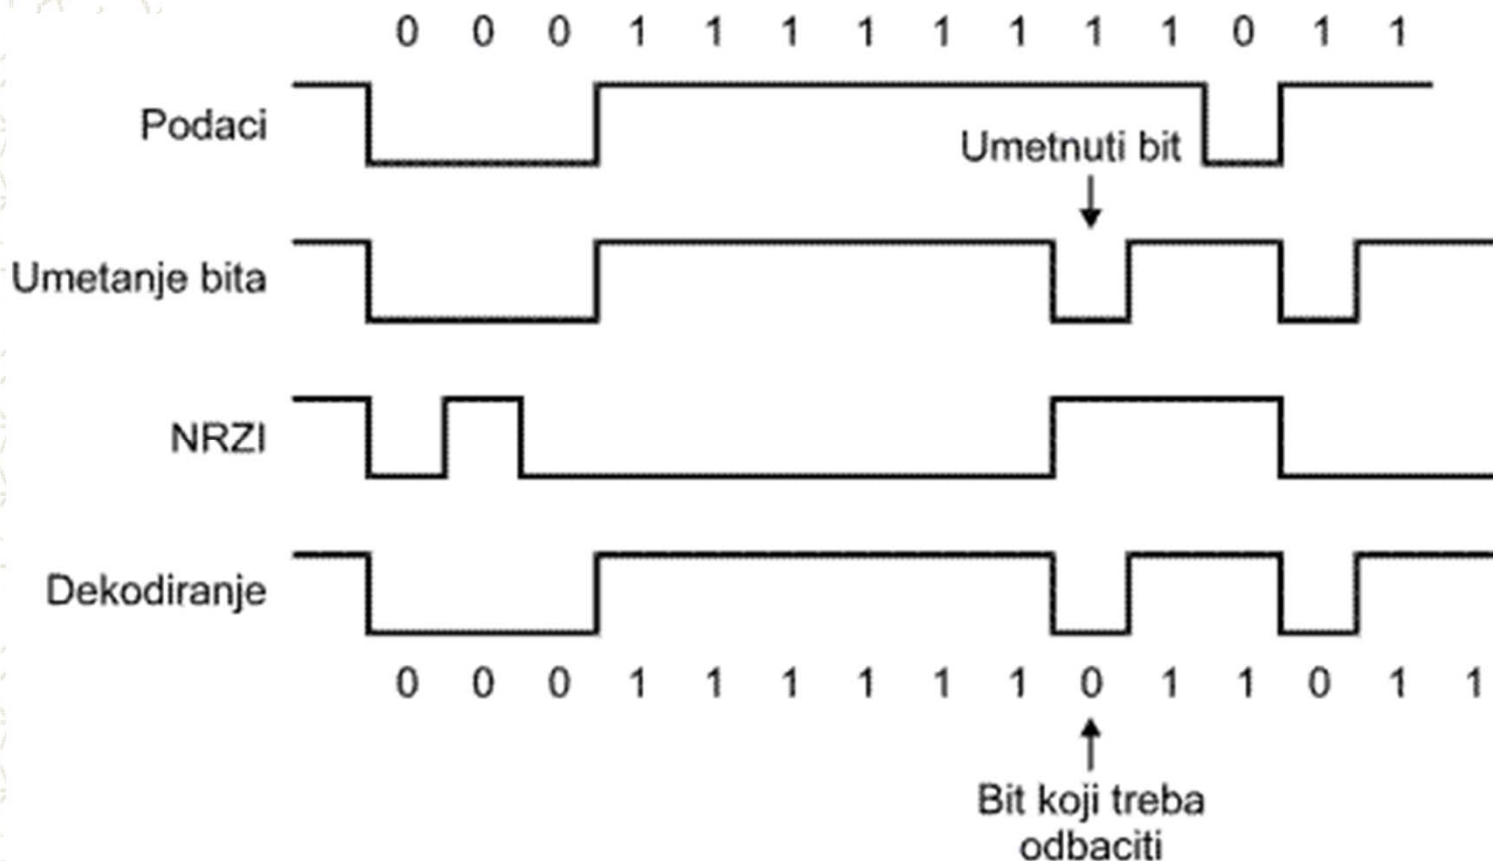 0 0 0 1 1 1 1 1 1 1 1 0 1 1
Podaci
Umetnuti bit
Umetanje bita
NRZI
Dekodiranje
0 0 0 1 1 1 1 1 1 0 1 1 0 1 1
Bit koji treba
odbaciti